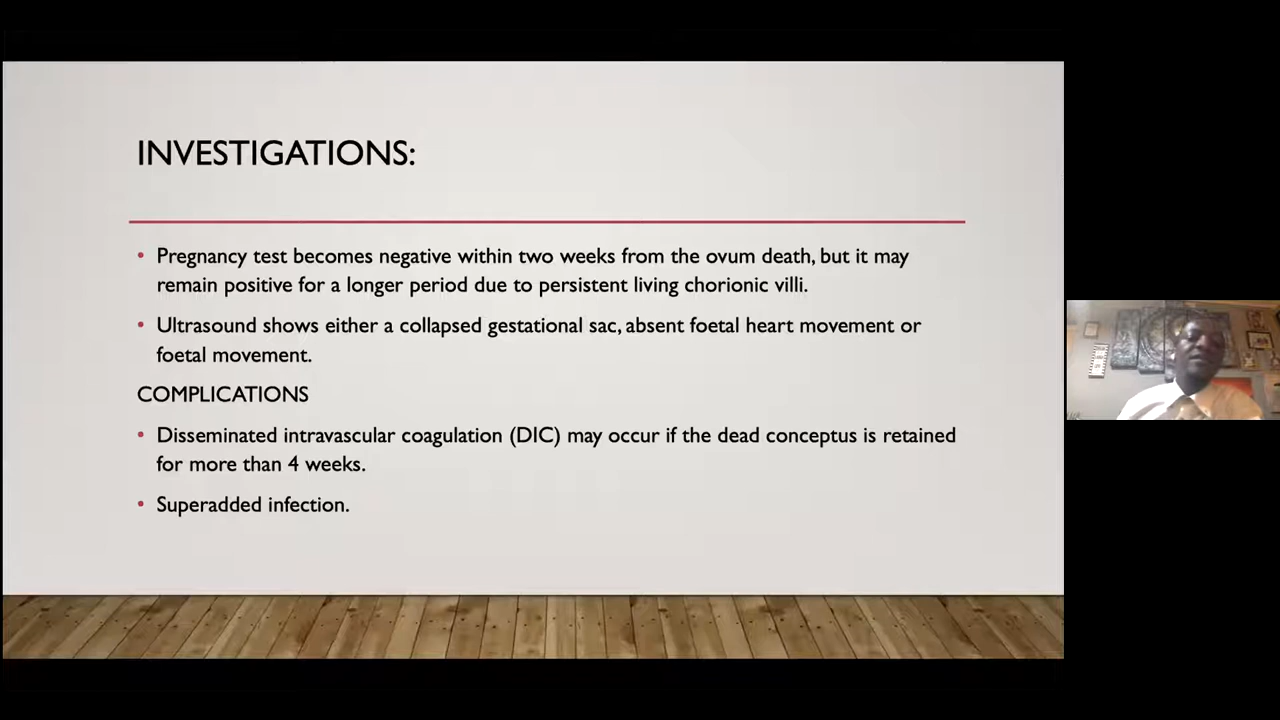 INVESTIGATIONS:
• Pregnancy test becomes negative within two weeks from the ovum death, but it may
remain positive for a longer period due to persistent living chorionic villi.
• Ultrasound shows either a collapsed gestational sac, absent foetal heart movement or
foetal movement.
COMPLICATIONS
• Disseminated intravascular coagulation (DIC) may occur if the dead conceptus is retained
for more than 4 weeks.
• Superadded infection.